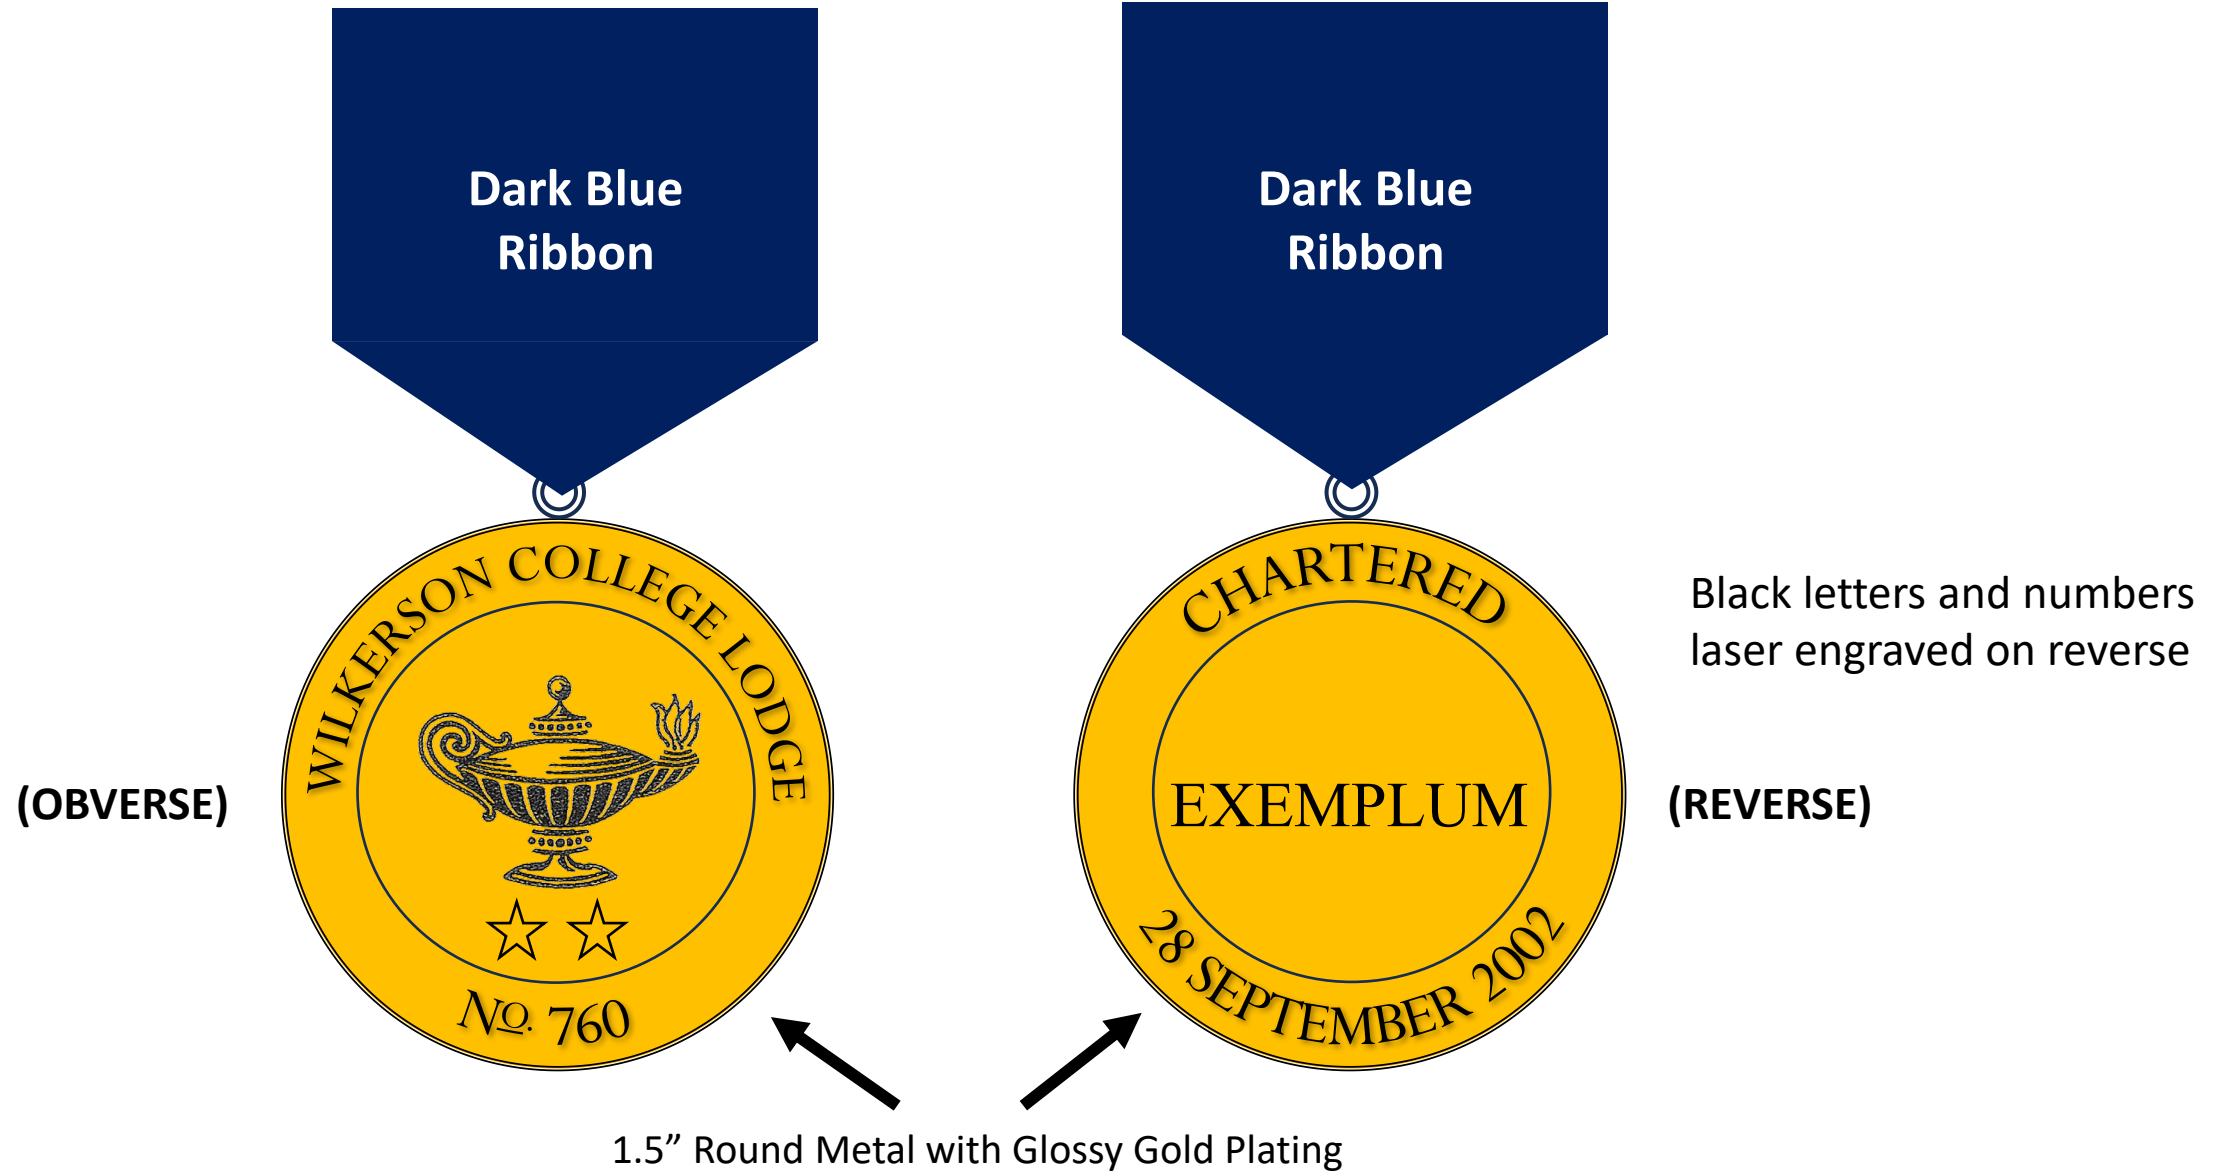 Dark Blue
Ribbon
Dark Blue
Ribbon
WILKERSON COLLEGE LODGE
Nº. 760
(OBVERSE)
CHARTERED
EXEMPLUM
28 SEPTEMBER 2002
(REVERSE)
Black letters and numbers
laser engraved on reverse
1.5” Round Metal with Glossy Gold Plating